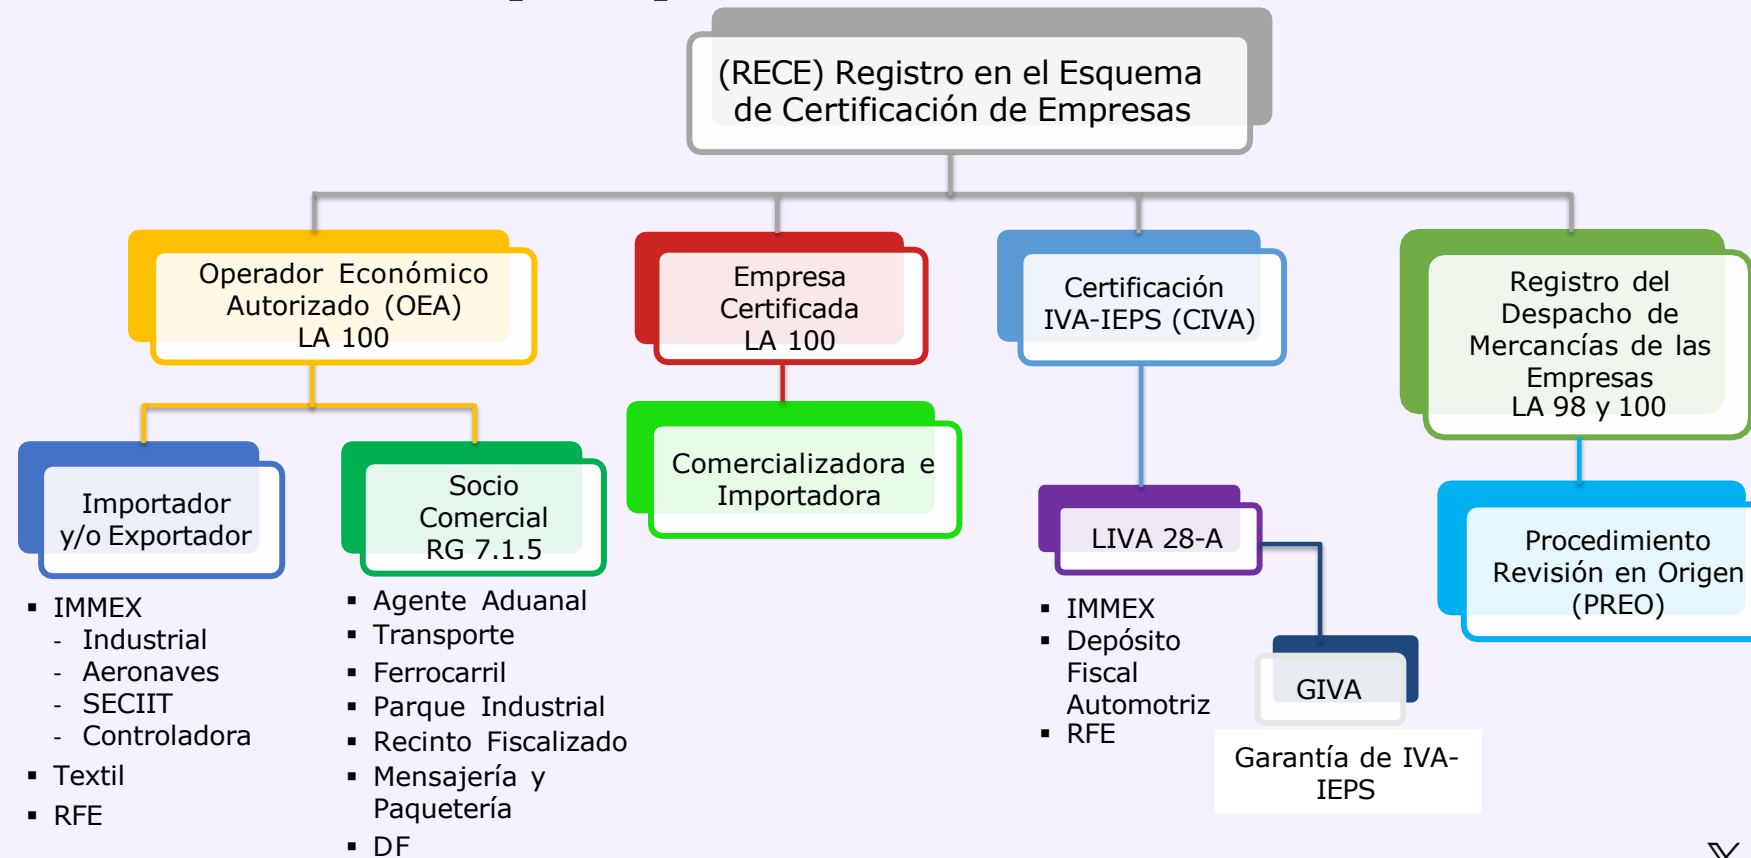 (RECE) Registro en el Esquema
de Certificación de Empresas
Operador Económico
Autorizado (OEA)
LA 100
Empresa
Certificada
LA 100
Certificación
IVA-IEPS (CIVA)
Registro del
Despacho de
Mercancías de las
Empresas
LA 98 y 100
Importador
y/o Exportador
Socio
Comercial
RG 7.1.5
Comercializadora e
Importadora
LIVA 28-A
Procedimiento
Revisión en Origen
(PREO)
▪ IMMEX
- Industrial
- Aeronaves
- SECIIT
- Controladora
▪ Textil
▪ RFE
▪ Agente Aduanal
▪ Transporte
▪ Ferrocarril
▪ Parque Industrial
▪ Recinto Fiscalizado
▪ Mensajería y
Paquetería
▪ DF
▪ IMMEX
▪ Depósito
Fiscal
Automotriz
▪ RFE
GIVA
Garantía de IVA-
IEPS